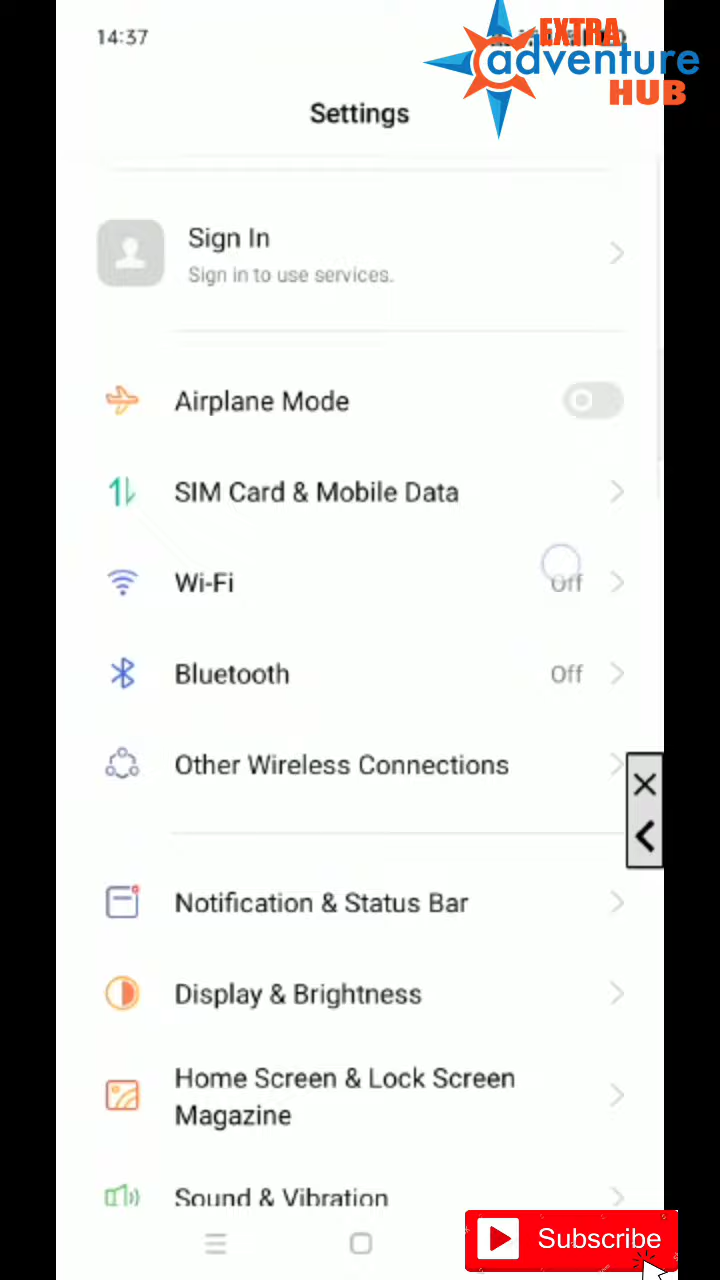 14:37
EXTRA
adventure
HUB
Settings
Sign In
Sign in to use services.
Airplane Mode
SIM Card & Mobile Data
Wi-Fi
Off
Bluetooth
Off
Other Wireless Connections
Notification & Status Bar
Display & Brightness
Home Screen & Lock Screen
Magazine
Sound & Vibration
Subscribe